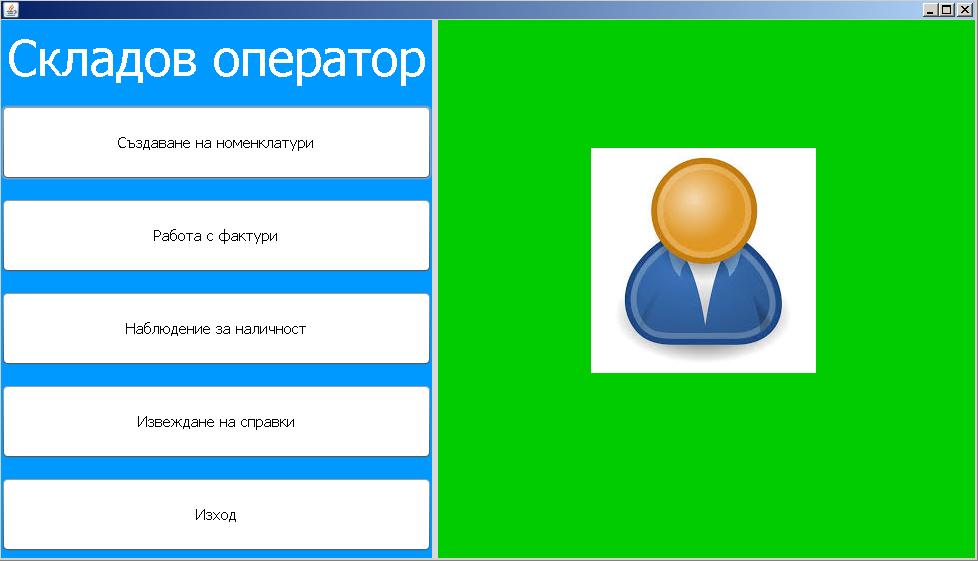 Складов оператор
Създаване на номенклатури
Работа с фактури
Наблюдение за наличност
Извеждане на справки
Изход